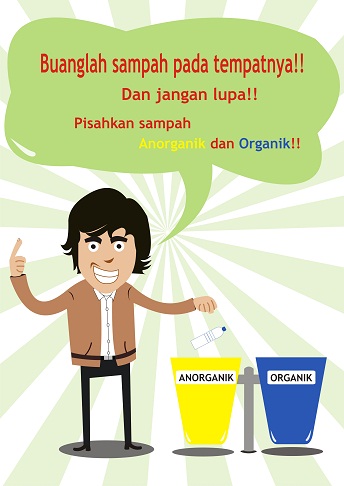 Buanglah sampah pada tempatnya!!
Dan jangan lupa!!
Pisahkan sampah
Anorganik dan Organik!!
ANORGANIK
ORGANIK